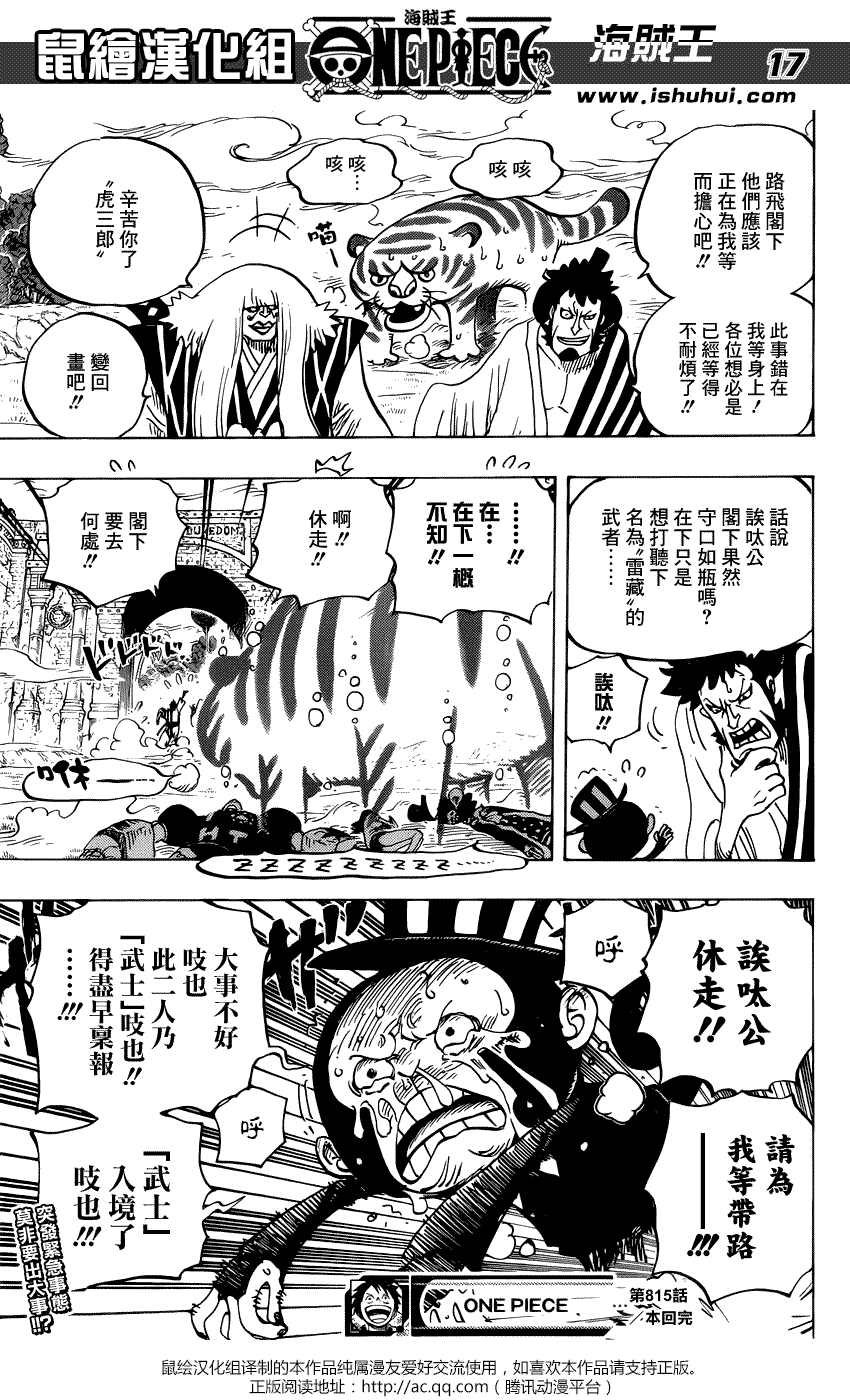 鼠繪漢化組
海賊王
ONE PIECE
海賊王
www.ishuhui.com
17
路飛閣下
他們應該
正在為我等
而擔心吧!!
此事錯在
我等身上！
各位想必是
已經等得
不耐煩了!!
咳咳
咳咳
…
喵—
辛苦你了
“虎三郎”
變回
畫吧!!
話說
誒呔公
閣下果然
守口如瓶嗎？
在下只是
想打聽下
名為“雷藏”的
武者……
誒呔!!
……
在…
在下一概
不知!!
啊!!
休走!!
閣下
要去
何處!!
DUKEDOM
ドドドド
咻—
HT
ZZZZZZZZZ……
誒呔公
休走!!
請為
我等帶路
——!!!
呼
大事不好
吱也
此二人乃
「武士」吱也!!
得盡早稟報
……!!!
呼
「武士」
入境了
吱也!!!
突發緊急事態
莫非要出大事!!?
ONE PIECE
… 第815話
本回完
鼠绘汉化组译制的本作品纯属漫友爱好交流使用，如喜欢本作品请支持正版。
正版阅读地址：http://ac.qq.com（腾讯动漫平台）